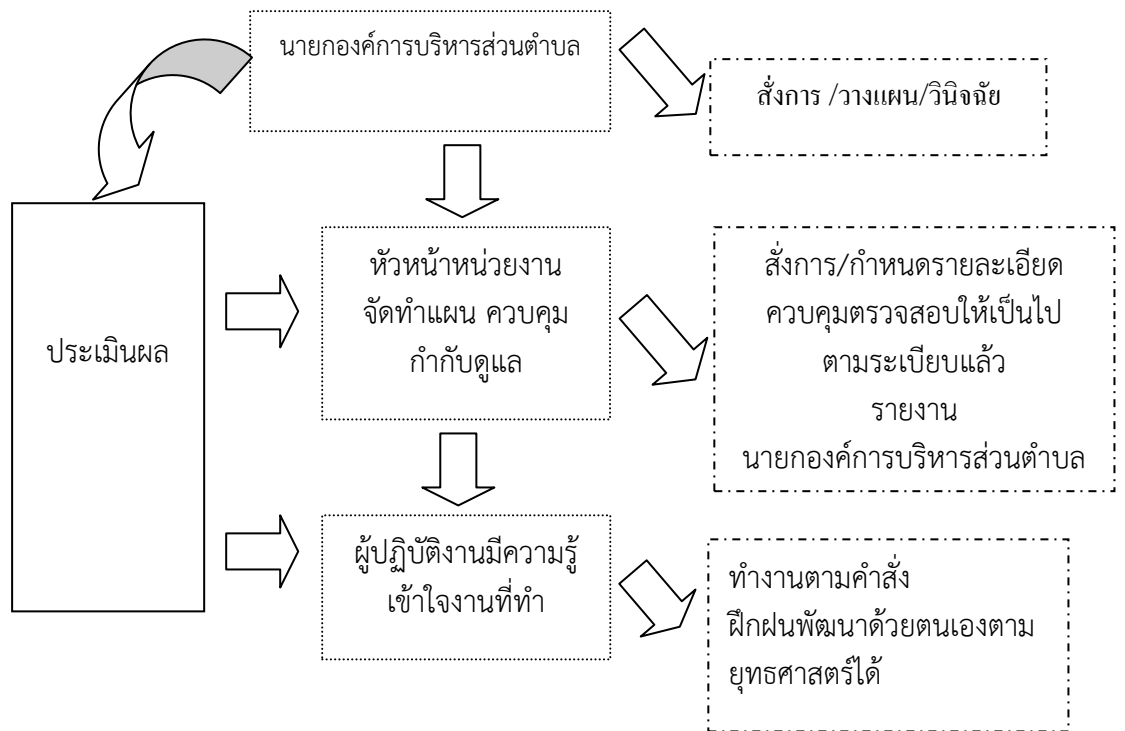 นายกองค์การบริหารส่วนตำบล
สั่งการ /วางแผน/วินิจฉัย
ประเมินผล
หัวหน้าหน่วยงาน
จัดทำแผน ควบคุม
กำกับดูแล
สั่งการ/กำหนดรายละเอียด
ควบคุมตรวจสอบให้เป็นไป
ตามระเบียบแล้ว
รายงาน
นายกองค์การบริหารส่วนตำบล
ผู้ปฏิบัติงานมีความรู้
เข้าใจงานที่ทำ
ทำงานตามคำสั่ง
ฝึกฝนพัฒนาด้วยตนเองตาม
ยุทธศาสตร์ได้